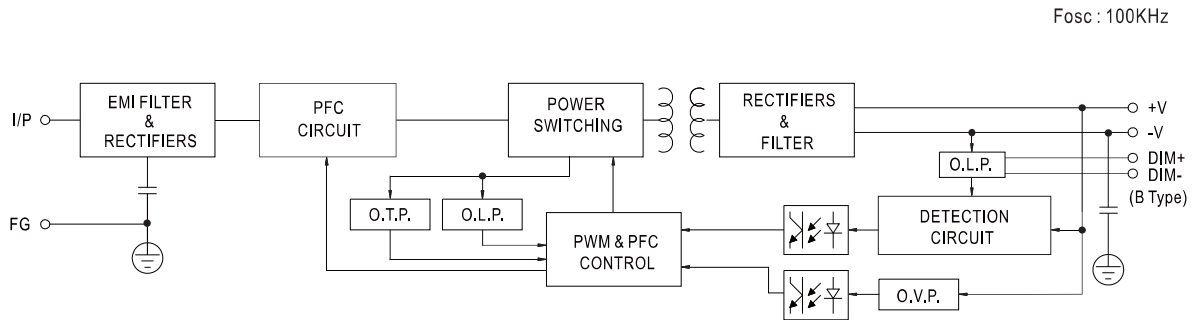 Fosc : 100KHz
I/P
EMI FILTER
&
RECTIFIERS
PFC
CIRCUIT
POWER
SWITCHING
RECTIFIERS
&
FILTER
+V
-V
DIM+
DIM-
(B Type)
O.L.P.
FG
O.T.P.
O.L.P.
PWM & PFC
CONTROL
DETECTION
CIRCUIT
O.V.P.